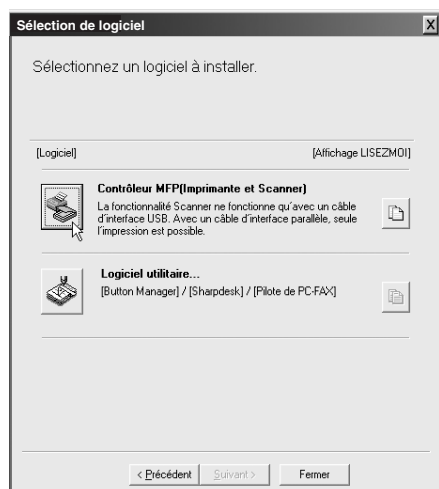 Sélection de logiciel
Sélectionnez un logiciel à installer.
[Logiciel] [Affichage LISEZMOI]
Contrôleur MFP(Imprimante et Scanner)
La fonctionnalité Scanner ne fonctionne qu'avec un câble
d'interface USB. Avec un câble d'interface parallèle, seule
l'impression est possible.
Logiciel utilitaire...
[Button Manager] / [Sharpdesk] / [Pilote de PC-FAX]
< Précédent Suivant > Fermer